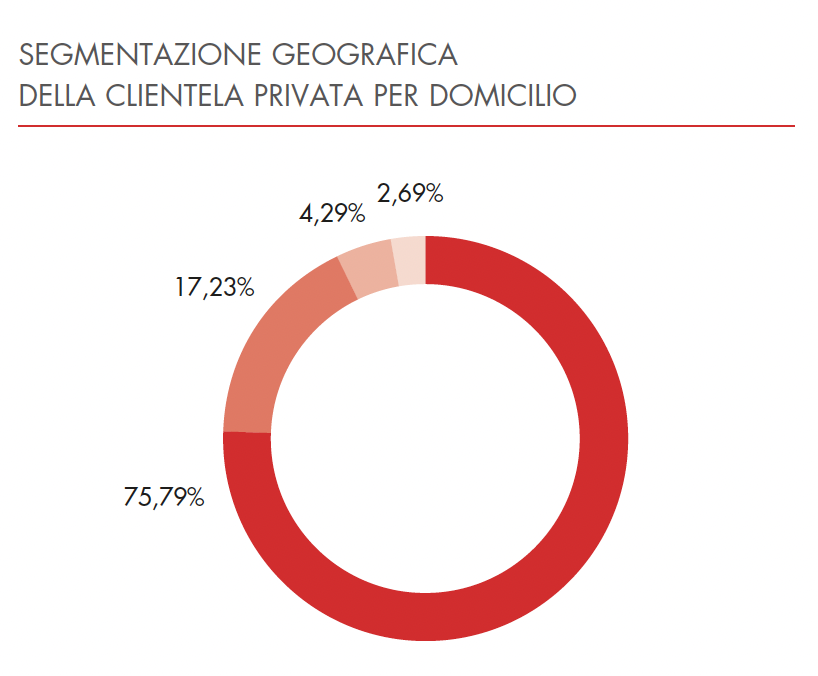 SEGMENTAZIONE GEOGRAFICA
DELLA CLIENTELA PRIVATA PER DOMICILIO
2,69%
4,29%
17,23%
75,79%